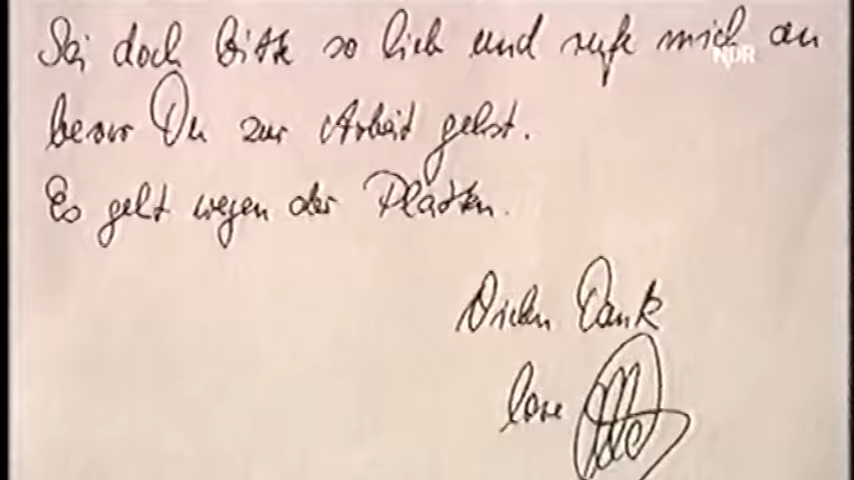 Sei doch bitte so lieb und rufe mich an
NDR
bevor Du zur Arbeit gehst.
Es geht wegen der Platten.
Vielen Dank
love